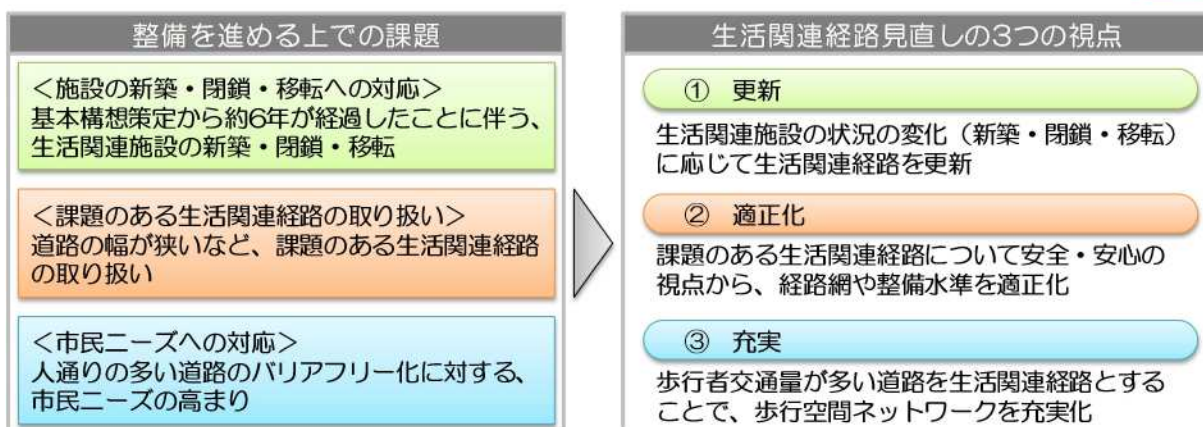 整備を進める上での課題
＜施設の新築・閉鎖・移転への対応＞
基本構想策定から約6年が経過したことに伴う、
生活関連施設の新築・閉鎖・移転
＜課題のある生活関連経路の取り扱い＞
道路の幅が狭いなど、課題のある生活関連経路
の取り扱い
＜市民ニーズへの対応＞
人通りの多い道路のバリアフリー化に対する、
市民ニーズの高まり
生活関連経路見直しの3つの視点
① 更新
生活関連施設の状況の変化（新築・閉鎖・移転）
に応じて生活関連経路を更新
② 適正化
課題のある生活関連経路について安全・安心の
視点から、経路網や整備水準を適正化
③ 充実
歩行者交通量が多い道路を生活関連経路とする
ことで、歩行空間ネットワークを充実化